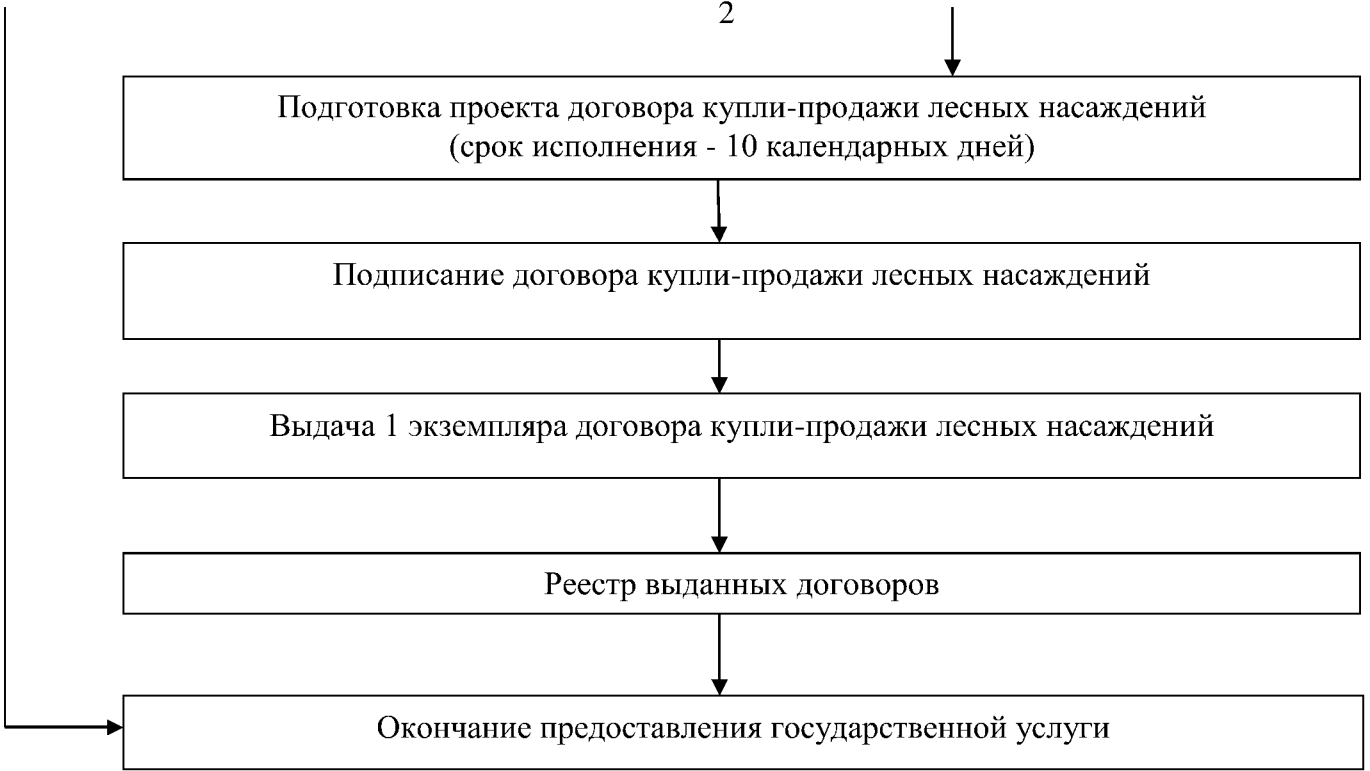 2
Подготовка проекта договора купли-продажи лесных насаждений
(срок исполнения - 10 календарных дней)
Подписание договора купли-продажи лесных насаждений
Выдача 1 экземпляра договора купли-продажи лесных насаждений
Реестр выданных договоров
Окончание предоставления государственной услуги